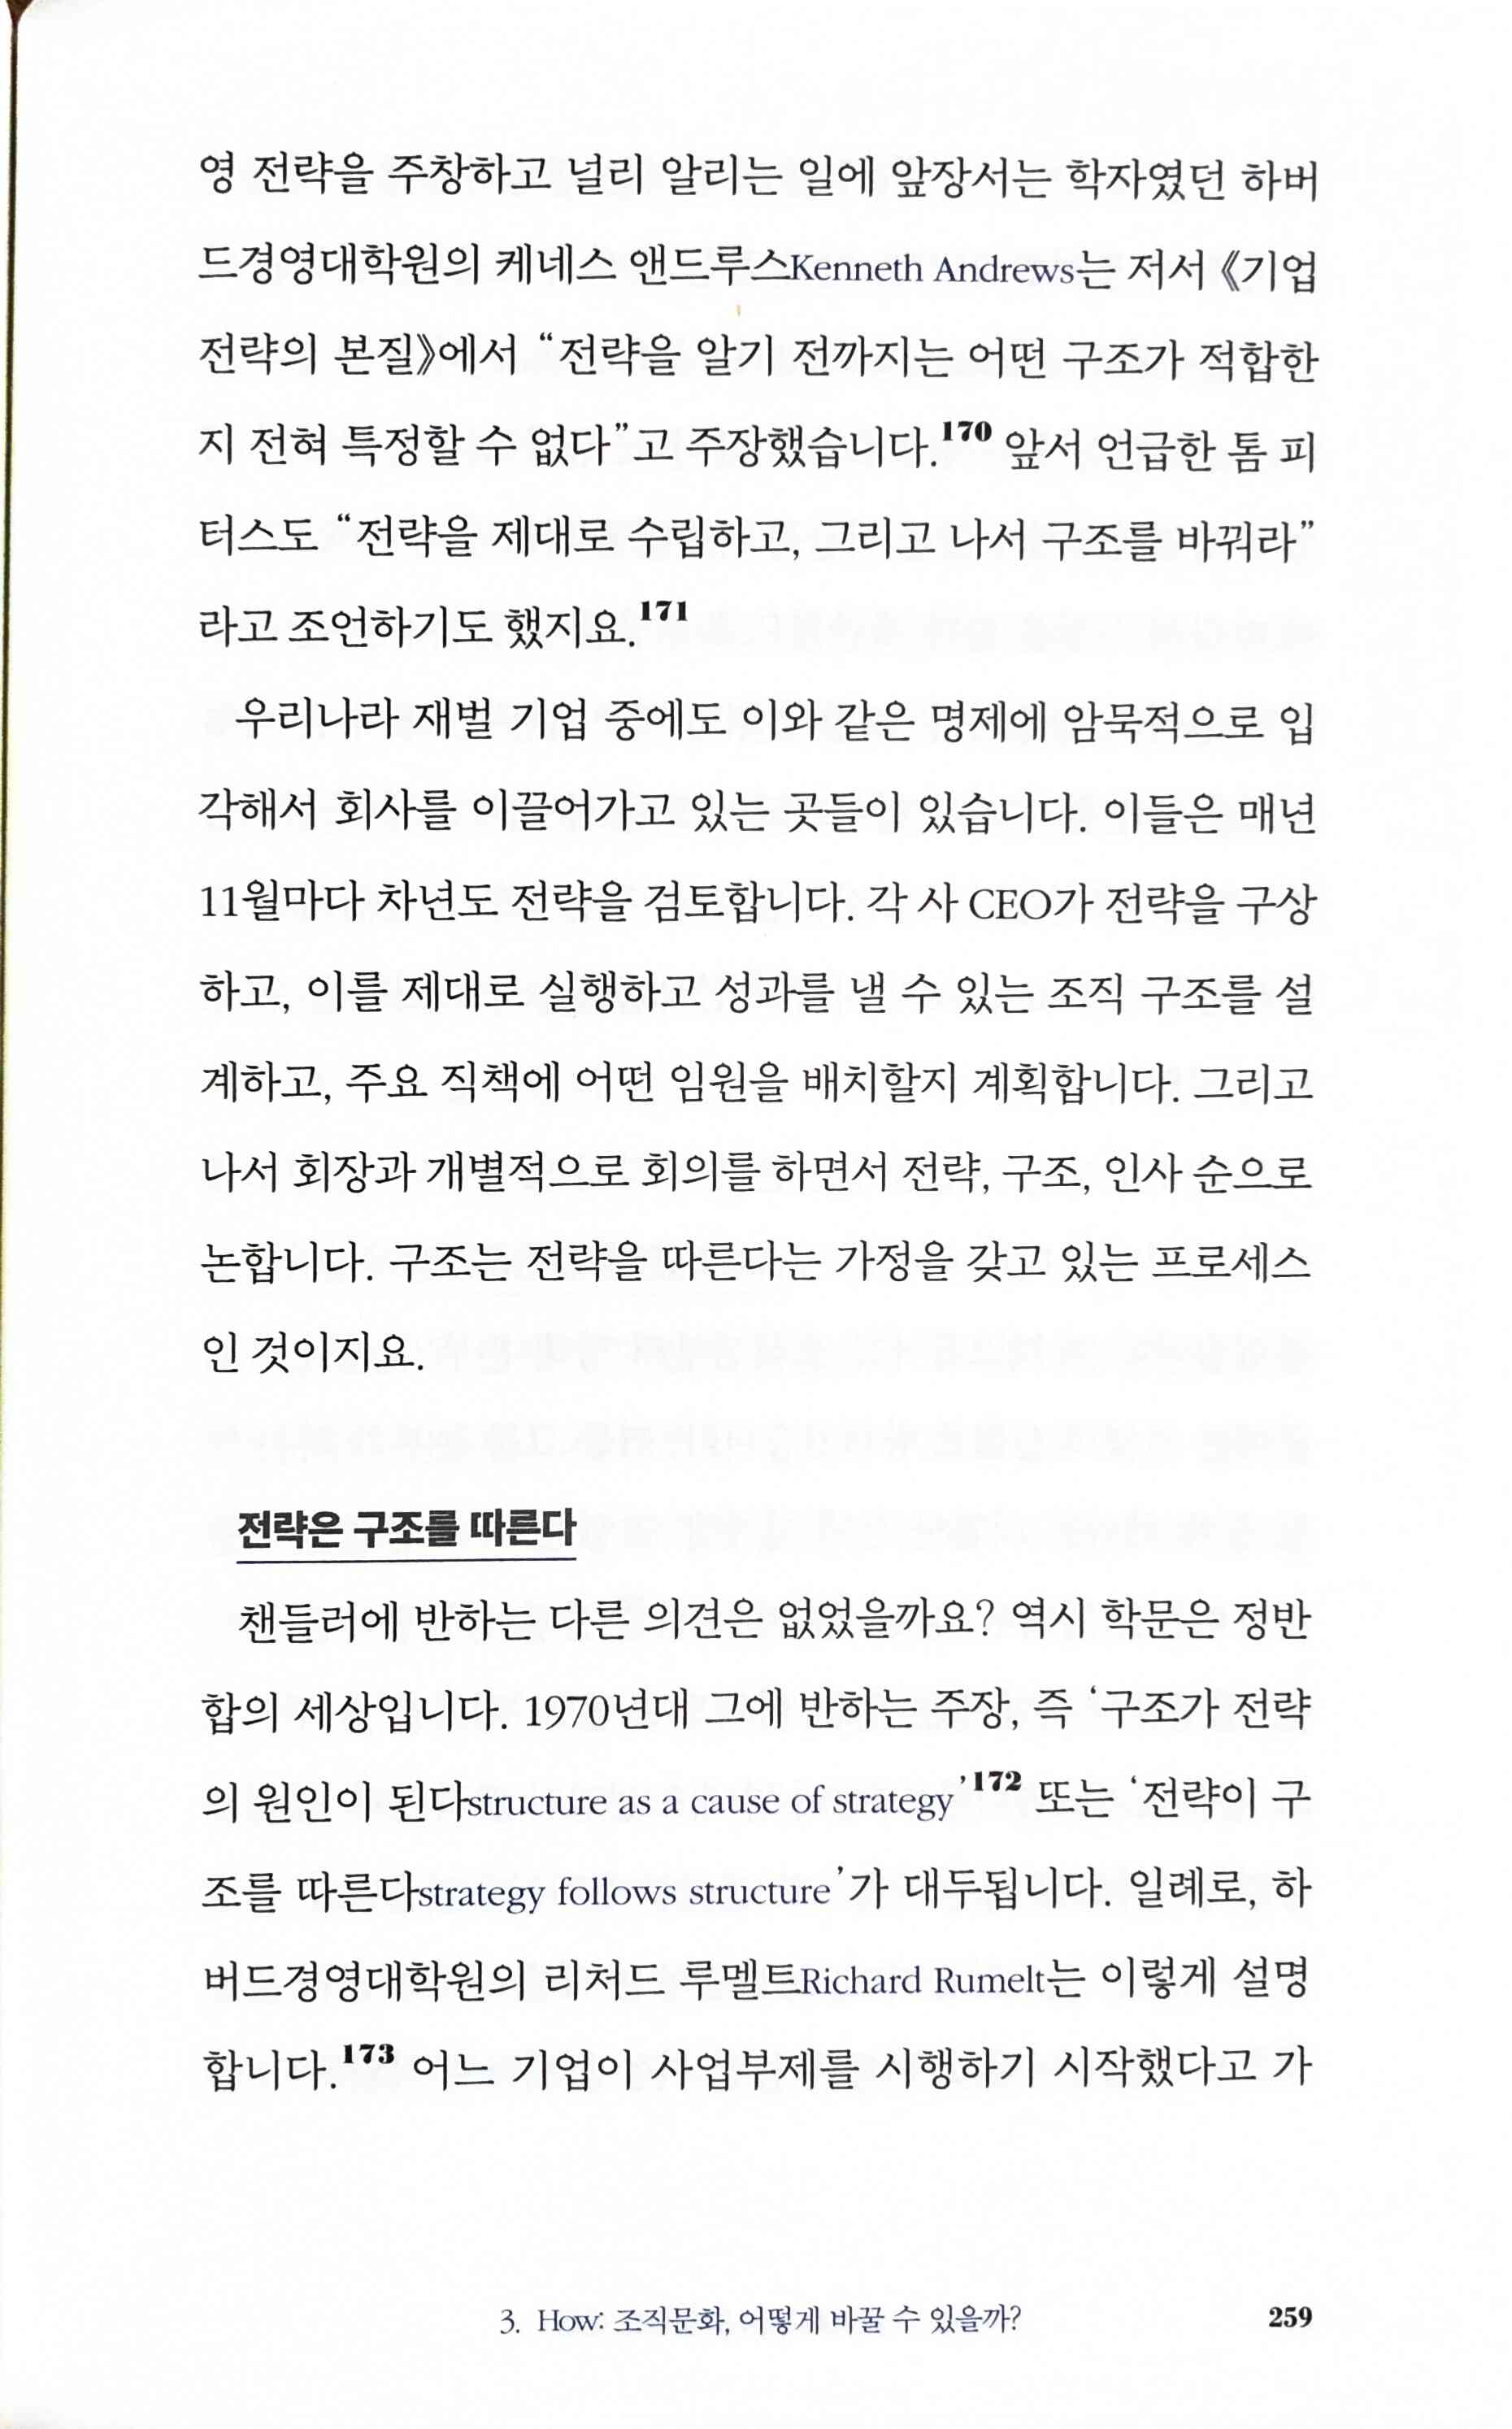 영 전략을 주창하고 널리 알리는 일에 앞장서는 학자였던 하버
드경영대학원의 케네스 앤드루스Kenneth Andrews는 저서 《기업
전략의 본질》에서 “전략을 알기 전까지는 어떤 구조가 적합한
지 전혀 특정할 수 없다”고 주장했습니다.170 앞서 언급한 톰 피
터스도 “전략을 제대로 수립하고, 그리고 나서 구조를 바꿔라”
라고 조언하기도 했지요.171
우리나라 재벌 기업 중에도 이와 같은 명제에 암묵적으로 입
각해서 회사를 이끌어가고 있는 곳들이 있습니다. 이들은 매년
11월마다 차년도 전략을 검토합니다. 각 사 CEO가 전략을 구상
하고, 이를 제대로 실행하고 성과를 낼 수 있는 조직 구조를 설
계하고, 주요 직책에 어떤 임원을 배치할지 계획합니다. 그리고
나서 회장과 개별적으로 회의를 하면서 전략, 구조, 인사 순으로
논합니다. 구조는 전략을 따른다는 가정을 갖고 있는 프로세스
인 것이지요.
전략은 구조를 따른다
챈들러에 반하는 다른 의견은 없었을까요? 역시 학문은 정반
합의 세상입니다. 1970년대 그에 반하는 주장, 즉 ‘구조가 전략
의 원인이 된다structure as a cause of strategy’172 또는 ‘전략이 구
조를 따른다strategy follows structure’가 대두됩니다. 일례로, 하
버드경영대학원의 리처드 루멜트Richard Rumelt는 이렇게 설명
합니다.173 어느 기업이 사업부제를 시행하기 시작했다고 가
3. How: 조직문화, 어떻게 바꿀 수 있을까? 259